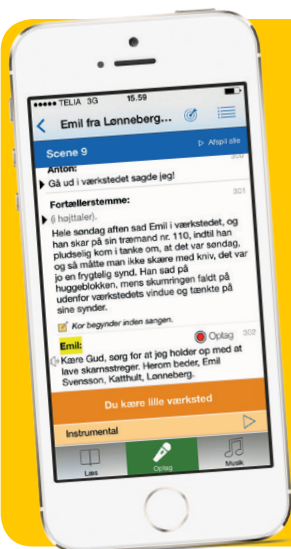 TELIA 3G 15.59
Emil fra Lønneberg...
Scene 9 Afspil alle
300
Anton:
Gå ud i værkstedet sagde jeg!
301
Fortællerstemme:
(i højttaler).
Hele søndag aften sad Emil i værkstedet, og
han skar på sin træmand nr. 110, indtil han
pludselig kom i tanke om, at det var søndag,
og så måtte man ikke skære med kniv, det var
jo en frygtelig synd. Han sad på
huggeblokken, mens skumringen faldt på
udenfor værkstedets vindue og tænkte på
sine synder.
Kor begynder inden sangen.
Emil: Optag 302
Kære Gud, sørg for at jeg holder op med at
lave skarnsstreger. Herom beder, Emil
Svensson, Katthult, Lønneberg.
Du kære lille værksted
Instrumental
Læs Optag Musik